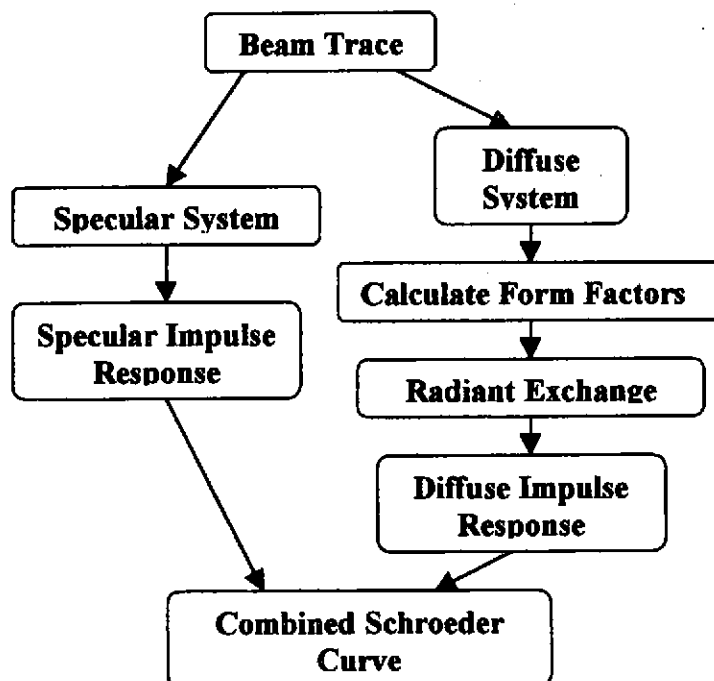 Beam Trace
Diffuse
System
Specular System
Calculate Form Factors
Specular Impulse
Response
Radiant Exchange
Diffuse Impulse
Response
Combined Schroeder
Curve